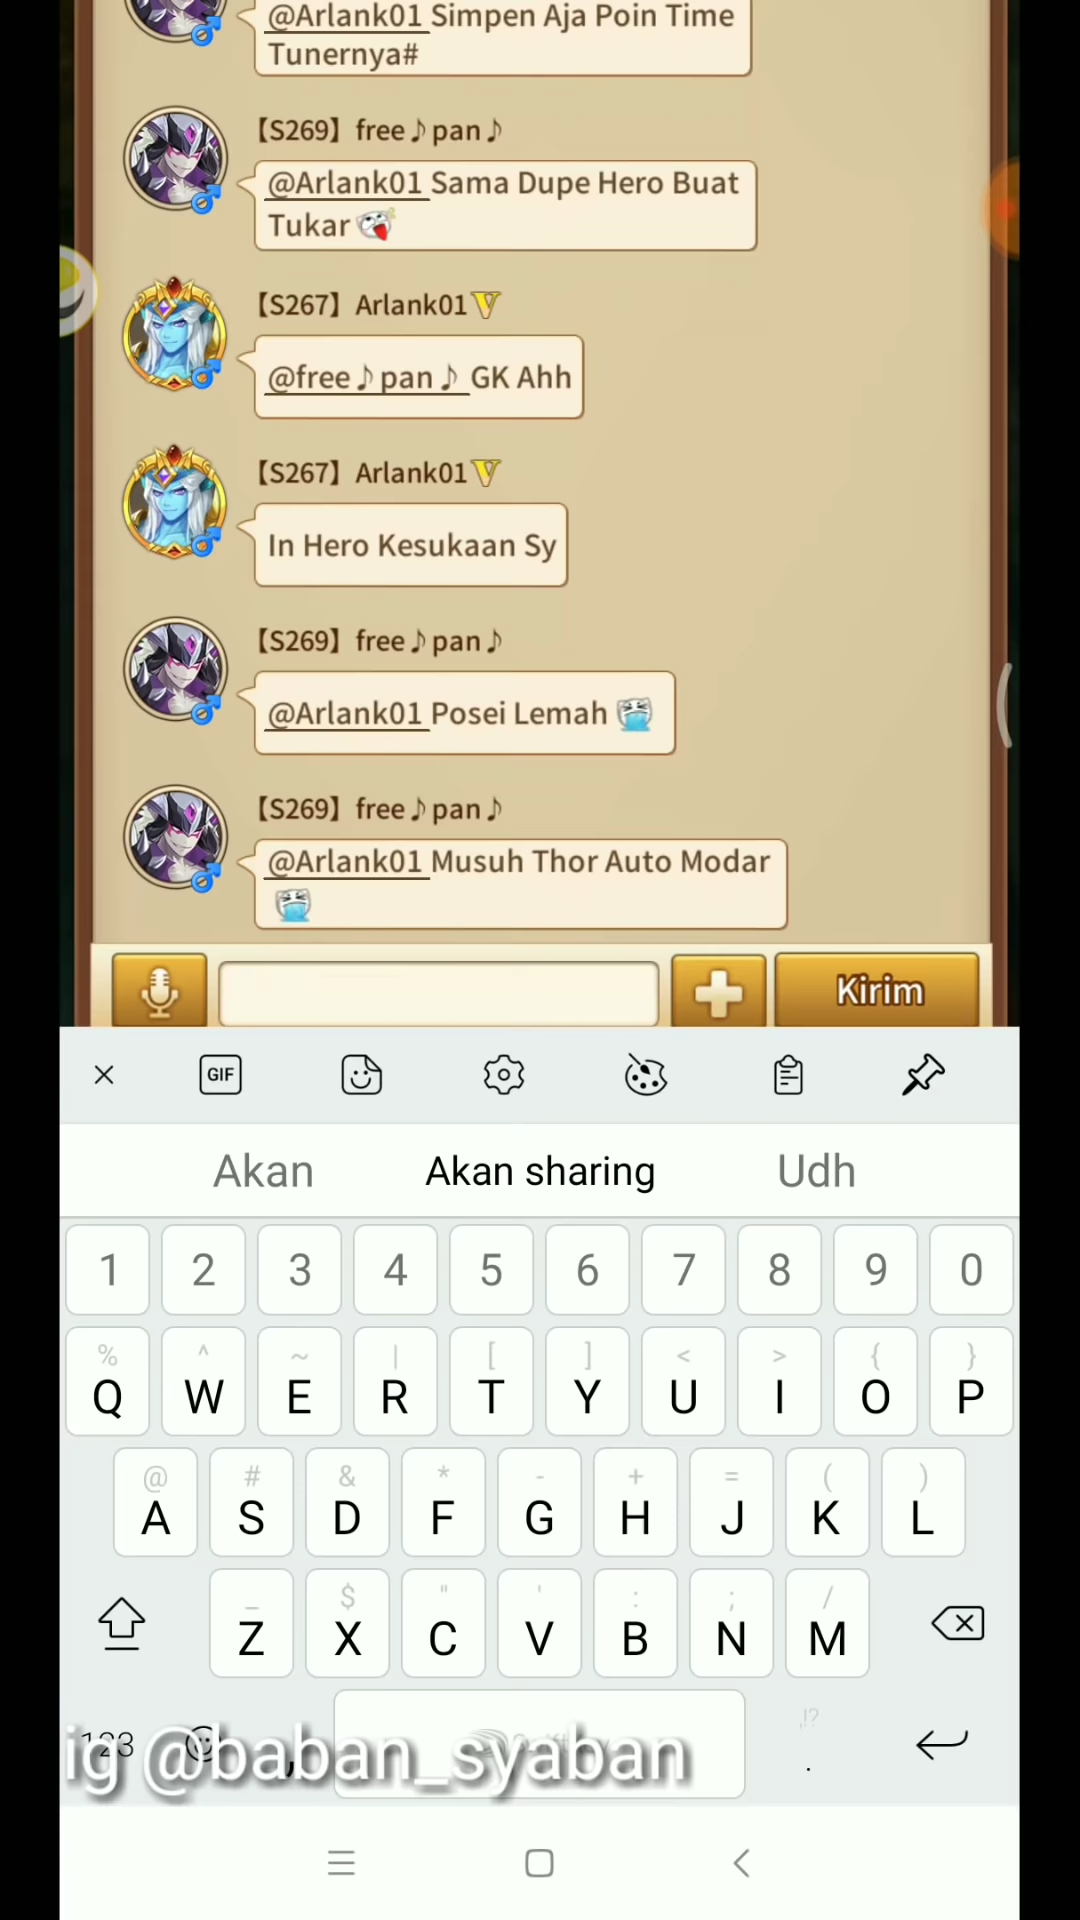 @Arlank01 Simpen Aja Poin Time
Tunernya#
【S269】free♪pan♪
@Arlank01 Sama Dupe Hero Buat
Tukar
【S267】Arlank01 V
@free♪pan♪ GK Ahh
【S267】Arlank01 V
In Hero Kesukaan Sy
【S269】free♪pan♪
@Arlank01 Posei Lemah
【S269】free♪pan♪
@Arlank01 Musuh Thor Auto Modar
Kirim
GIF
Akan Akan sharing Udh
1 2 3 4 5 6 7 8 9 0
% ^ ~ | [ ] < > { }
Q W E R T Y U I O P
@ # & * - + = ( )
A S D F G H J K L
_ $ " ' : ; /
Z X C V B N M
,!?
123 .
ig @baban_syaban